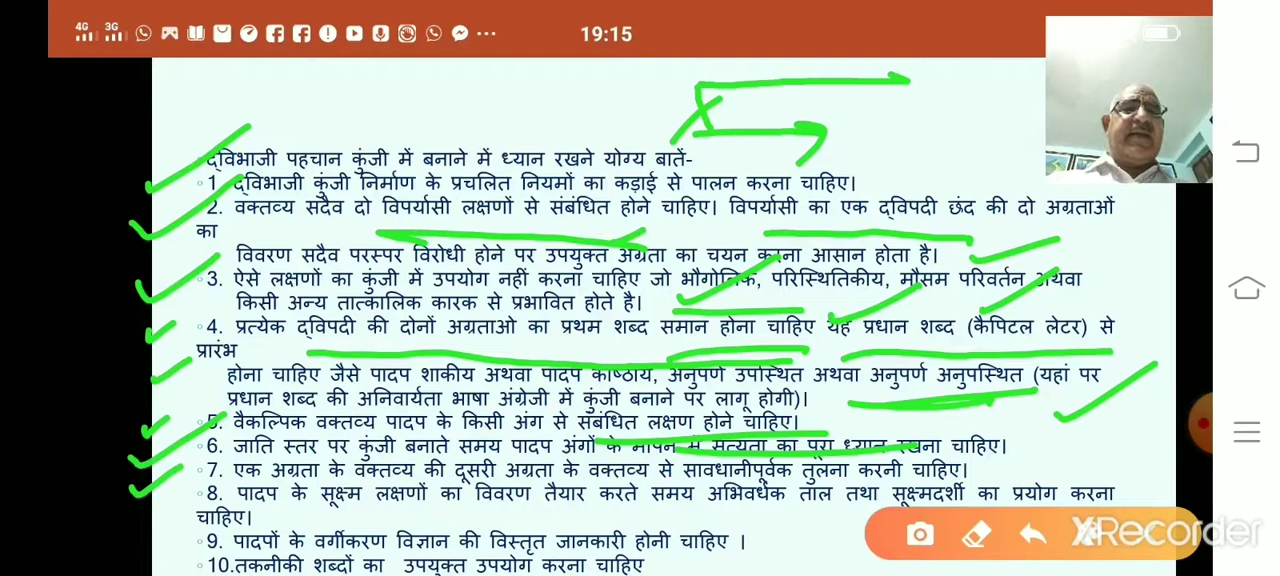 4G 3G 19:15
द्विभाजी पहचान कुंजी में बनाने में ध्यान रखने योग्य बातें-
1. द्विभाजी कुंजी निर्माण के प्रचलित नियमों का कड़ाई से पालन करना चाहिए।
2. वक्तव्य सदैव दो विपर्यासी लक्षणों से संबंधित होने चाहिए। विपर्यासी का एक द्विपदी छंद की दो अग्रताओं
का
विवरण सदैव परस्पर विरोधी होने पर उपयुक्त अग्रता का चयन करना आसान होता है।
3. ऐसे लक्षणों का कुंजी में उपयोग नहीं करना चाहिए जो भौगोलिक, परिस्थितिकीय, मौसम परिवर्तन अथवा
किसी अन्य तात्कालिक कारक से प्रभावित होते है।
4. प्रत्येक द्विपदी की दोनों अग्रताओ का प्रथम शब्द समान होना चाहिए यह प्रधान शब्द (कैपिटल लेटर) से
प्रारंभ
होना चाहिए जैसे पादप शाकीय अथवा पादप काष्ठीय, अनुपर्ण उपस्थित अथवा अनुपर्ण अनुपस्थित (यहां पर
प्रधान शब्द की अनिवार्यता भाषा अंग्रेजी में कुंजी बनाने पर लागू होगी)।
5. वैकल्पिक वक्तव्य पादप के किसी अंग से संबंधित लक्षण होने चाहिए।
6. जाति स्तर पर कुंजी बनाते समय पादप अंगों के मापन में सत्यता का पूरा ध्यान रखना चाहिए।
7. एक अग्रता के वक्तव्य की दूसरी अग्रता के वक्तव्य से सावधानीपूर्वक तुलना करनी चाहिए।
8. पादप के सूक्ष्म लक्षणों का विवरण तैयार करते समय अभिवर्धक ताल तथा सूक्ष्मदर्शी का प्रयोग करना
चाहिए।
9. पादपों के वर्गीकरण विज्ञान की विस्तृत जानकारी होनी चाहिए ।
10.तकनीकी शब्दों का उपयुक्त उपयोग करना चाहिए
XRecorder